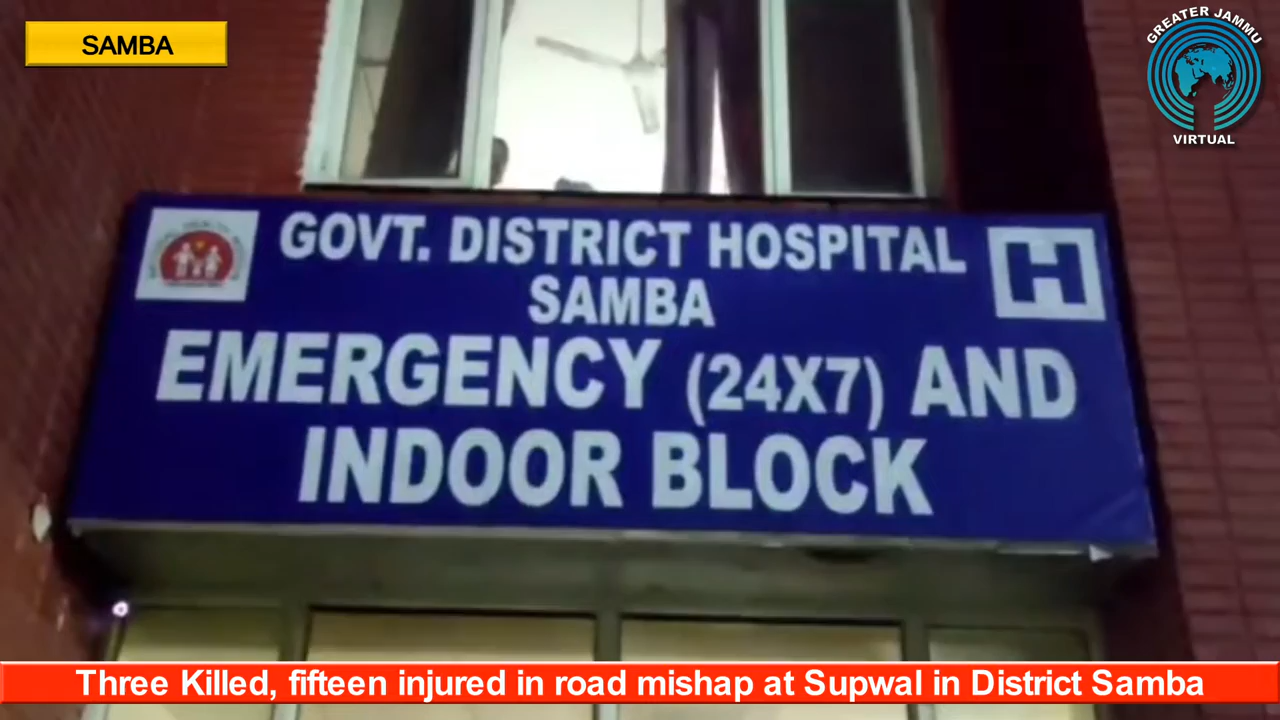 SAMBA
GREATER JAMMU
VIRTUAL
GOVT. DISTRICT HOSPITAL
SAMBA
EMERGENCY (24X7) AND
INDOOR BLOCK
H
Three Killed, fifteen injured in road mishap at Supwal in District Samba